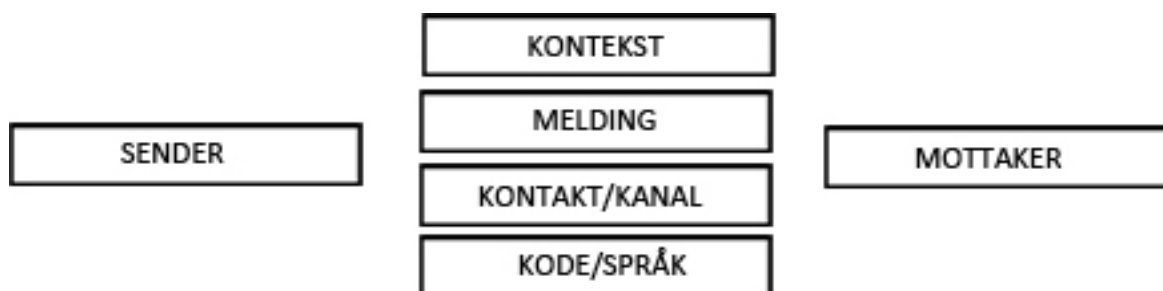 KONTEKST
MELDING
SENDER
MOTTAKER
KONTAKT/KANAL
KODE/SPRÅK